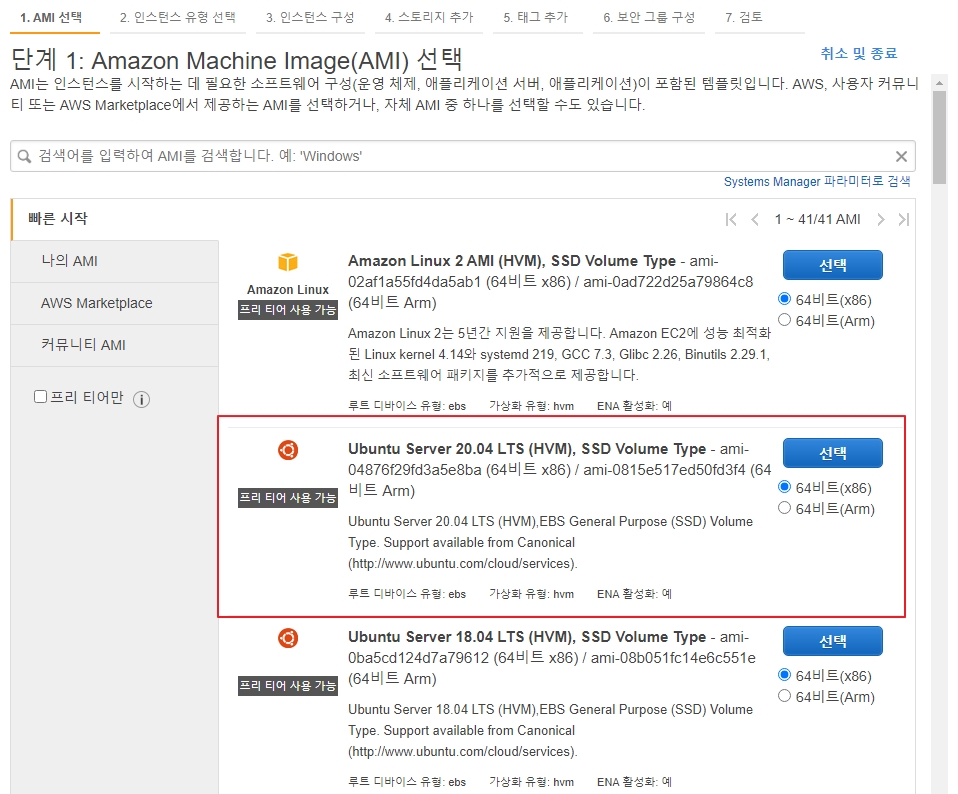 1. AMI 선택 2. 인스턴스 유형 선택 3. 인스턴스 구성 4. 스토리지 추가 5. 태그 추가 6. 보안 그룹 구성 7. 검토
단계 1: Amazon Machine Image(AMI) 선택
취소 및 종료
AMI는 인스턴스를 시작하는 데 필요한 소프트웨어 구성(운영 체제, 애플리케이션 서버, 애플리케이션)이 포함된 템플릿입니다. AWS, 사용자 커뮤니
티 또는 AWS Marketplace에서 제공하는 AMI를 선택하거나, 자체 AMI 중 하나를 선택할 수도 있습니다.
검색어를 입력하여 AMI를 검색합니다. 예: 'Windows'
Systems Manager 파라미터로 검색
빠른 시작
1 ~ 41/41 AMI
나의 AMI
AWS Marketplace
커뮤니티 AMI
프리 티어만
Amazon Linux
프리 티어 사용 가능
Amazon Linux 2 AMI (HVM), SSD Volume Type - ami-
02af1a55fd4da5ab1 (64비트 x86) / ami-0ad722d25a79864c8
(64비트 Arm)
Amazon Linux 2는 5년간 지원을 제공합니다. Amazon EC2에 성능 최적화
된 Linux kernel 4.14와 systemd 219, GCC 7.3, Glibc 2.26, Binutils 2.29.1,
최신 소프트웨어 패키지를 추가적으로 제공합니다.
루트 디바이스 유형: ebs 가상화 유형: hvm ENA 활성화: 예
선택
64비트(x86)
64비트(Arm)
프리 티어 사용 가능
Ubuntu Server 20.04 LTS (HVM), SSD Volume Type - ami-
04876f29fd3a5e8ba (64비트 x86) / ami-0815e517ed50fd3f4 (64
비트 Arm)
Ubuntu Server 20.04 LTS (HVM),EBS General Purpose (SSD) Volume
Type. Support available from Canonical
(http://www.ubuntu.com/cloud/services).
루트 디바이스 유형: ebs 가상화 유형: hvm ENA 활성화: 예
선택
64비트(x86)
64비트(Arm)
프리 티어 사용 가능
Ubuntu Server 18.04 LTS (HVM), SSD Volume Type - ami-
0ba5cd124d7a79612 (64비트 x86) / ami-08b051fc14e6c551e
(64비트 Arm)
Ubuntu Server 18.04 LTS (HVM),EBS General Purpose (SSD) Volume
Type. Support available from Canonical
(http://www.ubuntu.com/cloud/services).
루트 디바이스 유형: ebs 가상화 유형: hvm ENA 활성화: 예
선택
64비트(x86)
64비트(Arm)